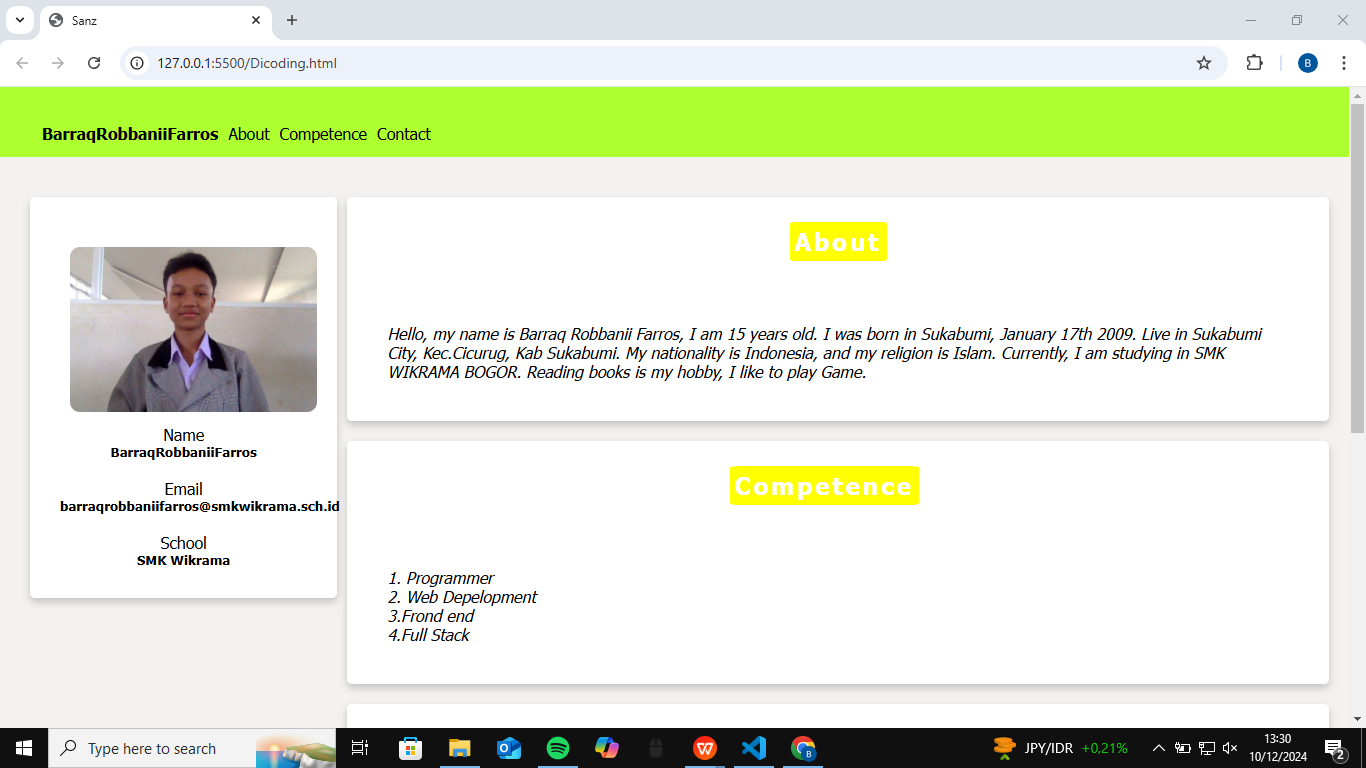 Sanz
127.0.0.1:5500/Dicoding.html
B
BarraqRobbaniiFarros About Competence Contact
Name
BarraqRobbaniiFarros
Email
barraqrobbaniifarros@smkwikrama.sch.id
School
SMK Wikrama
About
Hello, my name is Barraq Robbanii Farros, I am 15 years old. I was born in Sukabumi, January 17th 2009. Live in Sukabumi
City, Kec.Cicurug, Kab Sukabumi. My nationality is Indonesia, and my religion is Islam. Currently, I am studying in SMK
WIKRAMA BOGOR. Reading books is my hobby, I like to play Game.
Competence
1. Programmer
2. Web Depelopment
3.Frond end
4.Full Stack
Type here to search
JPY/IDR +0,21%
13:30
10/12/2024
2